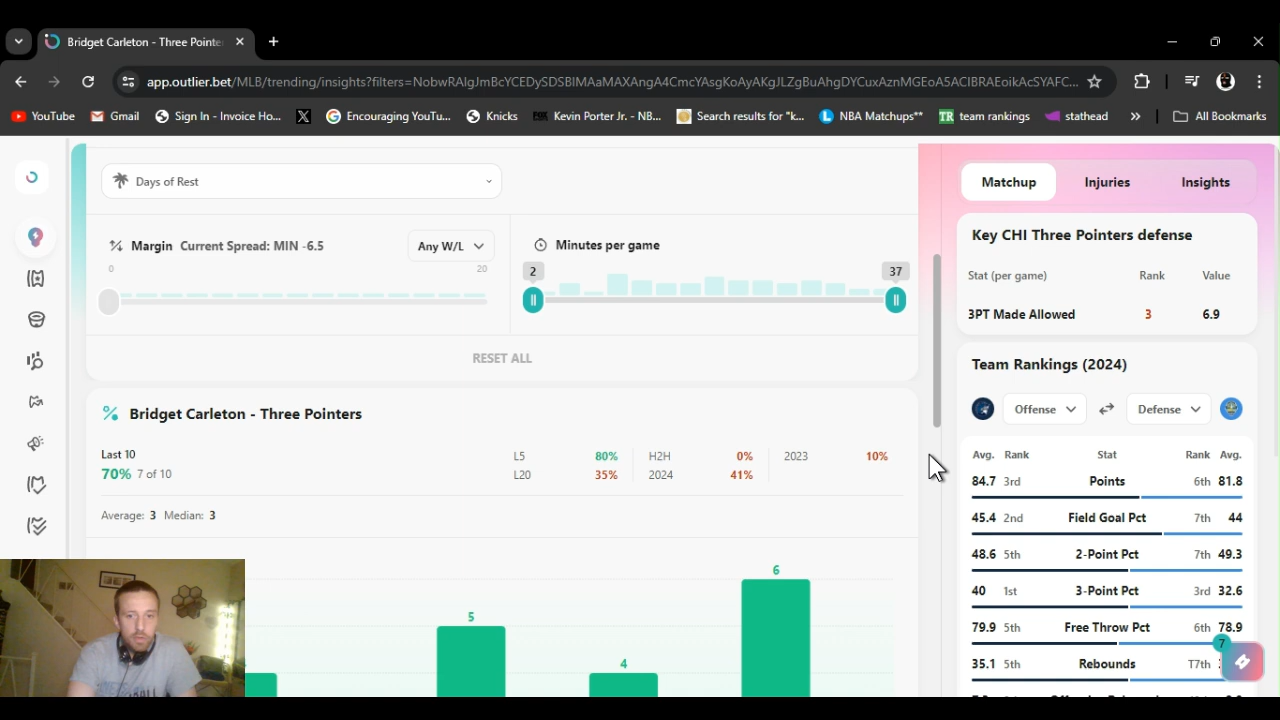 Bridget Carleton - Three Pointe
app.outlier.bet/MLB/trending/insights?filters=NobwRAlgJmBcYCEDySDSBlMAaMAXAngA4CmcYAsgKoAyAKgJLZgBuAhgDYCuxAznMGEoA5ACIBRAEoikAcSYAFC...
YouTube
Gmail
Sign In - Invoice Ho...
Encouraging YouTu...
Knicks
Kevin Porter Jr. - NB...
Search results for "k...
NBA Matchups**
TR team rankings
stathead
»
All Bookmarks
Days of Rest
Margin Current Spread: MIN -6.5
Any W/L
0 20
Minutes per game
2 37
RESET ALL
Bridget Carleton - Three Pointers
Last 10
70% 7 of 10
L5 80% H2H 0% 2023 10%
L20 35% 2024 41%
Average: 3 Median: 3
6
5
4
Matchup Injuries Insights
Key CHI Three Pointers defense
Stat (per game) Rank Value
3PT Made Allowed 3 6.9
Team Rankings (2024)
Offense Defense
Avg. Rank Stat Rank Avg.
84.7 3rd Points 6th 81.8
45.4 2nd Field Goal Pct 7th 44
48.6 5th 2-Point Pct 7th 49.3
40 1st 3-Point Pct 3rd 32.6
79.9 5th Free Throw Pct 6th 78.9
7
35.1 5th Rebounds T7th